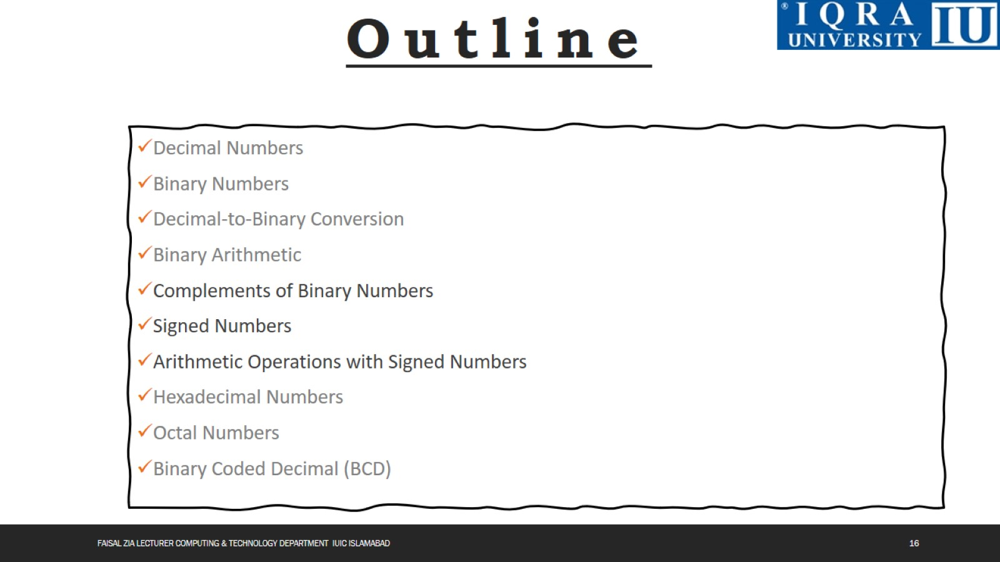 Outline
® IQRA
UNIVERSITY IU
✓Decimal Numbers
✓Binary Numbers
✓Decimal-to-Binary Conversion
✓Binary Arithmetic
✓Complements of Binary Numbers
✓Signed Numbers
✓Arithmetic Operations with Signed Numbers
✓Hexadecimal Numbers
✓Octal Numbers
✓Binary Coded Decimal (BCD)
FAISAL ZIA LECTURER COMPUTING & TECHNOLOGY DEPARTMENT IUIC ISLAMABAD
16